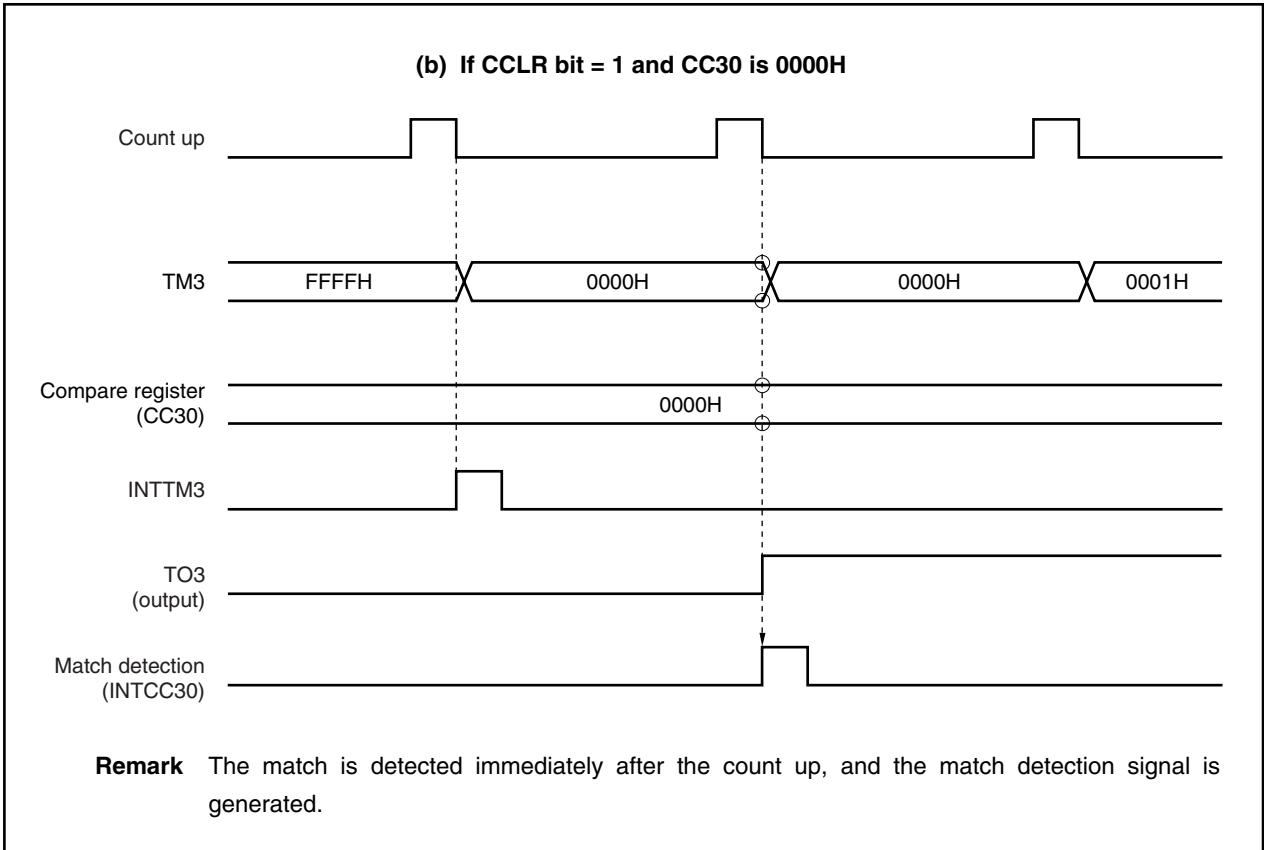 (b) If CCLR bit = 1 and CC30 is 0000H
Count up
TM3
FFFFH
0000H
0000H
0001H
Compare register
(CC30)
0000H
INTTM3
TO3
(output)
Match detection
(INTCC30)
Remark The match is detected immediately after the count up, and the match detection signal is
generated.